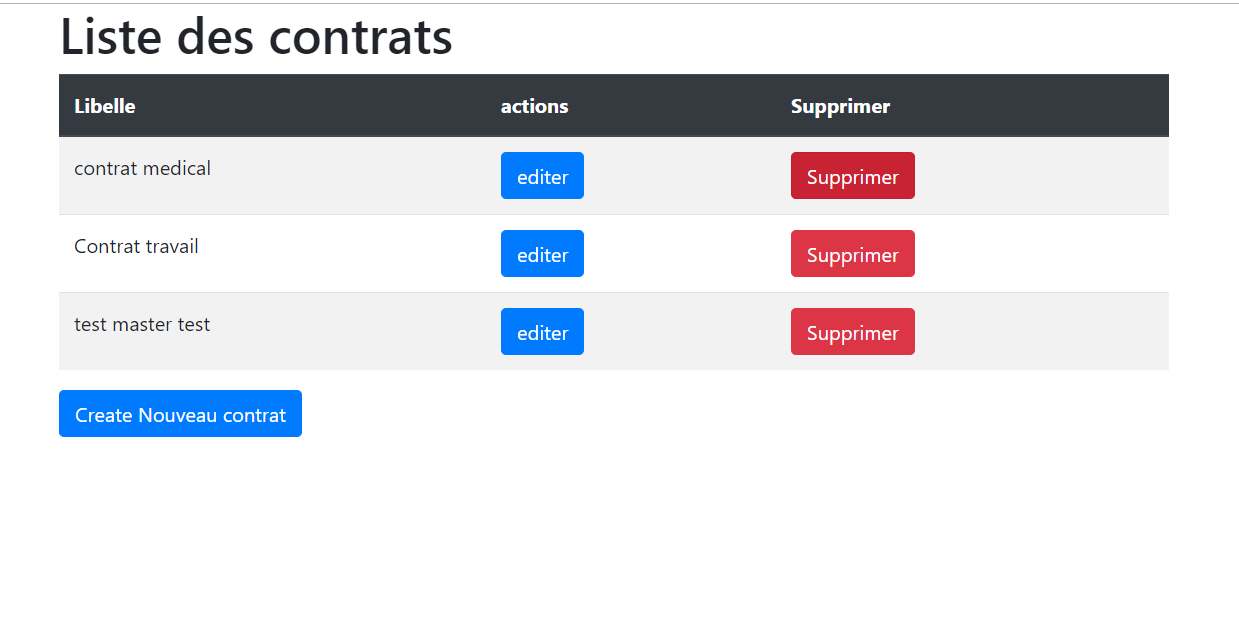 Liste des contrats
Libelle actions Supprimer
contrat medical editer Supprimer
Contrat travail editer Supprimer
test master test editer Supprimer
Create Nouveau contrat